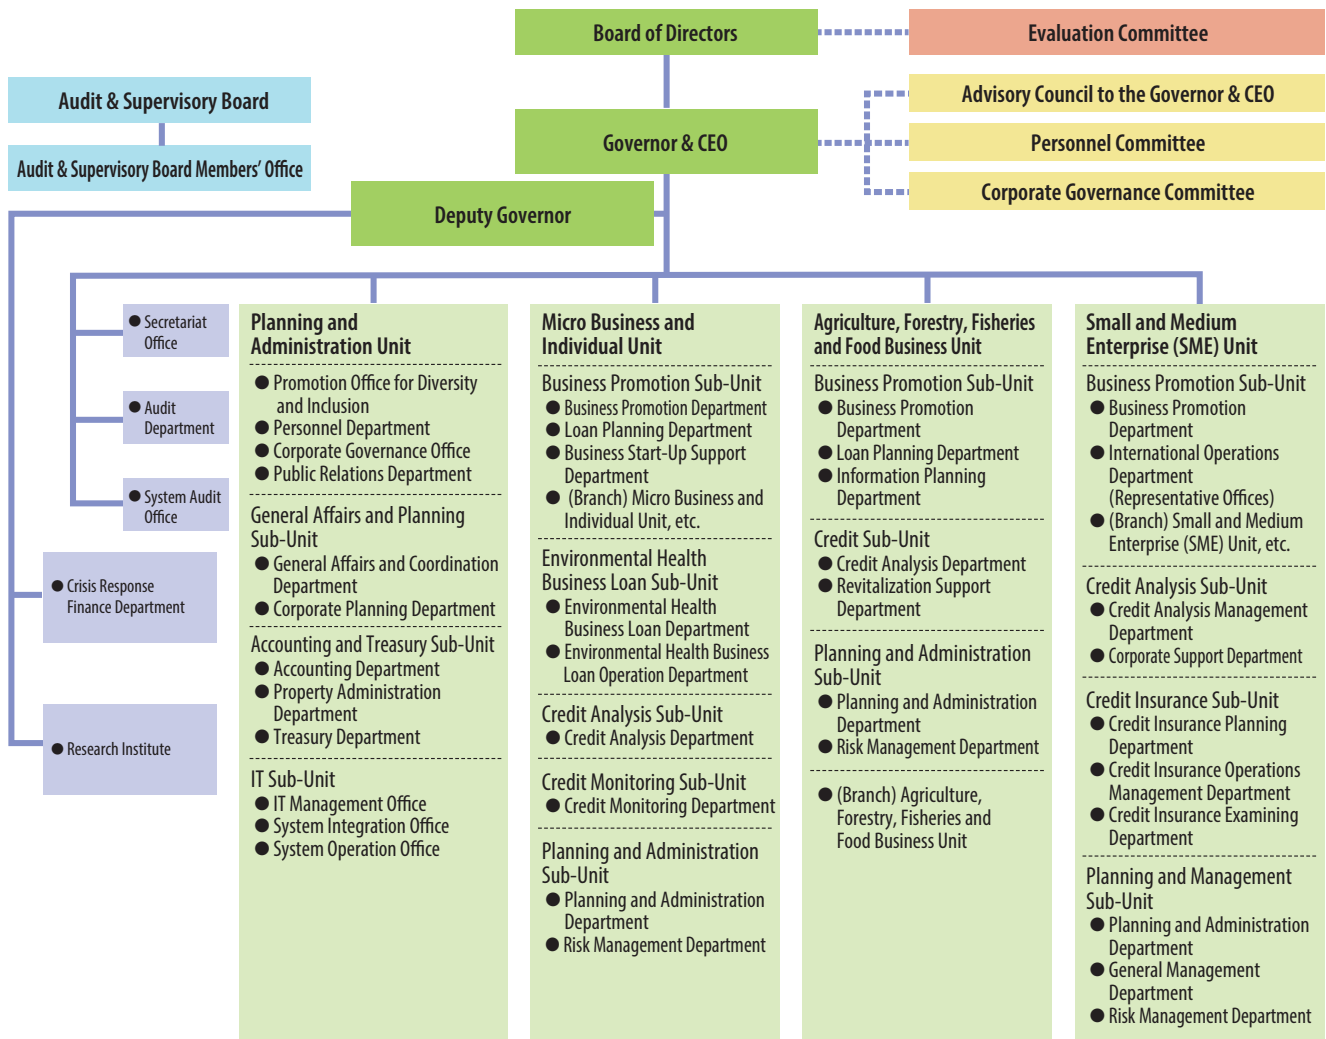 Board of Directors
Evaluation Committee
Audit & Supervisory Board
Advisory Council to the Governor & CEO
Governor & CEO
Personnel Committee
Audit & Supervisory Board Members' Office
Corporate Governance Committee
Deputy Governor
● Secretariat
Office
● Audit
Department
● System Audit
Office
● Crisis Response
Finance Department
● Research Institute
Planning and
Administration Unit
● Promotion Office for Diversity
and Inclusion
● Personnel Department
● Corporate Governance Office
● Public Relations Department
General Affairs and Planning
Sub-Unit
● General Affairs and Coordination
Department
● Corporate Planning Department
Accounting and Treasury Sub-Unit
● Accounting Department
● Property Administration
Department
● Treasury Department
IT Sub-Unit
● IT Management Office
● System Integration Office
● System Operation Office
Micro Business and
Individual Unit
Business Promotion Sub-Unit
● Business Promotion Department
● Loan Planning Department
● Business Start-Up Support
Department
● (Branch) Micro Business and
Individual Unit, etc.
Environmental Health
Business Loan Sub-Unit
● Environmental Health
Business Loan Department
● Environmental Health Business
Loan Operation Department
Credit Analysis Sub-Unit
● Credit Analysis Department
Credit Monitoring Sub-Unit
● Credit Monitoring Department
Planning and Administration
Sub-Unit
● Planning and Administration
Department
● Risk Management Department
Agriculture, Forestry, Fisheries
and Food Business Unit
Business Promotion Sub-Unit
● Business Promotion
Department
● Loan Planning Department
● Information Planning
Department
Credit Sub-Unit
● Credit Analysis Department
● Revitalization Support
Department
Planning and Administration
Sub-Unit
● Planning and Administration
Department
● Risk Management Department
● (Branch) Agriculture,
Forestry, Fisheries and
Food Business Unit
Small and Medium
Enterprise (SME) Unit
Business Promotion Sub-Unit
● Business Promotion
Department
● International Operations
Department
(Representative Offices)
● (Branch) Small and Medium
Enterprise (SME) Unit, etc.
Credit Analysis Sub-Unit
● Credit Analysis Management
Department
● Corporate Support Department
Credit Insurance Sub-Unit
● Credit Insurance Planning
Department
● Credit Insurance Operations
Management Department
● Credit Insurance Examining
Department
Planning and Management
Sub-Unit
● Planning and Administration
Department
● General Management
Department
● Risk Management Department